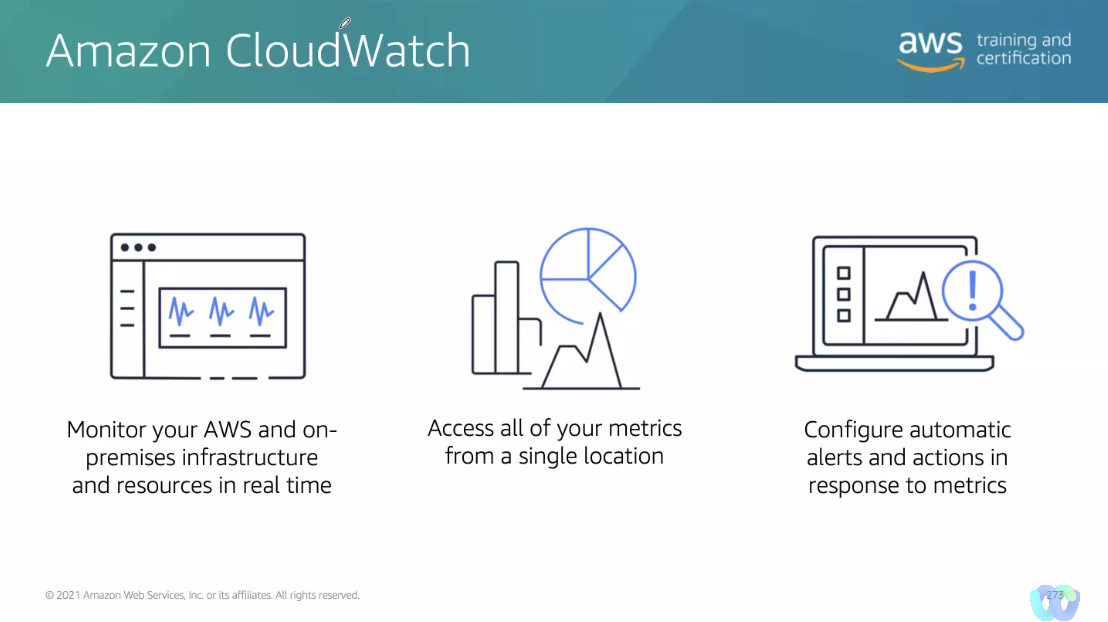 Amazon CloudWatch
aws training and
certification
Monitor your AWS and on-
premises infrastructure
and resources in real time
Access all of your metrics
from a single location
Configure automatic
alerts and actions in
response to metrics
© 2021 Amazon Web Services, Inc. or its affiliates. All rights reserved.
273